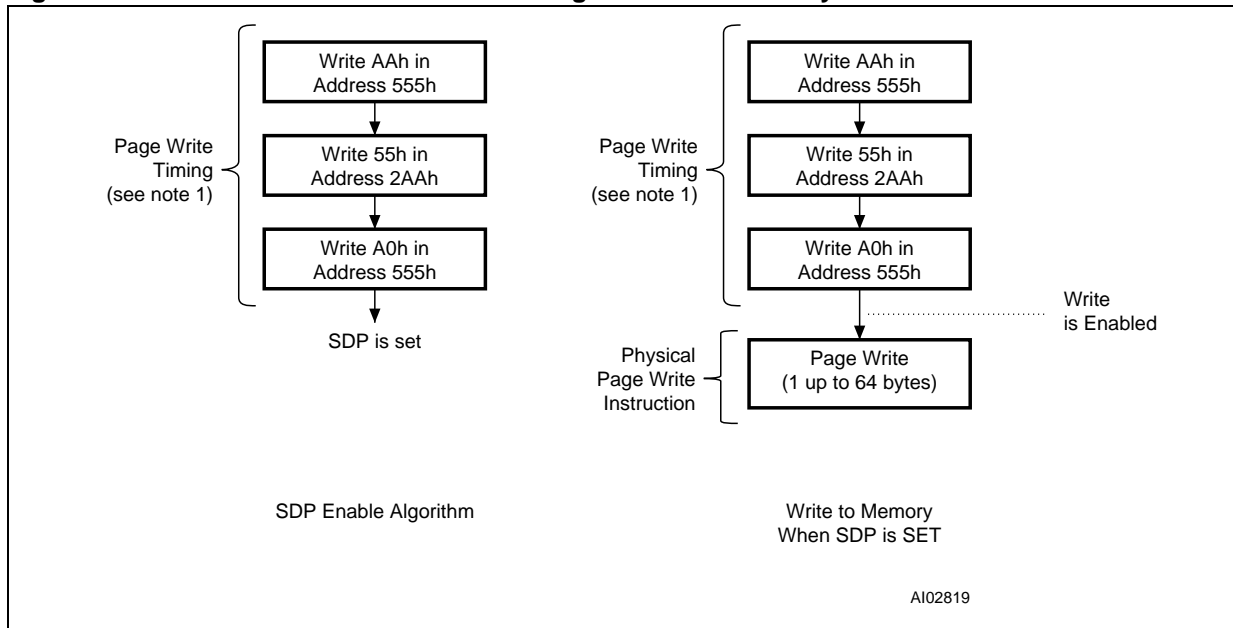 Write AAh in
Address 555h
Page Write
Timing
(see note 1)
Write 55h in
Address 2AAh
Write A0h in
Address 555h
SDP is set
SDP Enable Algorithm
Write AAh in
Address 555h
Page Write
Timing
(see note 1)
Write 55h in
Address 2AAh
Write A0h in
Address 555h
Write
is Enabled
Physical
Page Write
Instruction
Page Write
(1 up to 64 bytes)
Write to Memory
When SDP is SET
AI02819